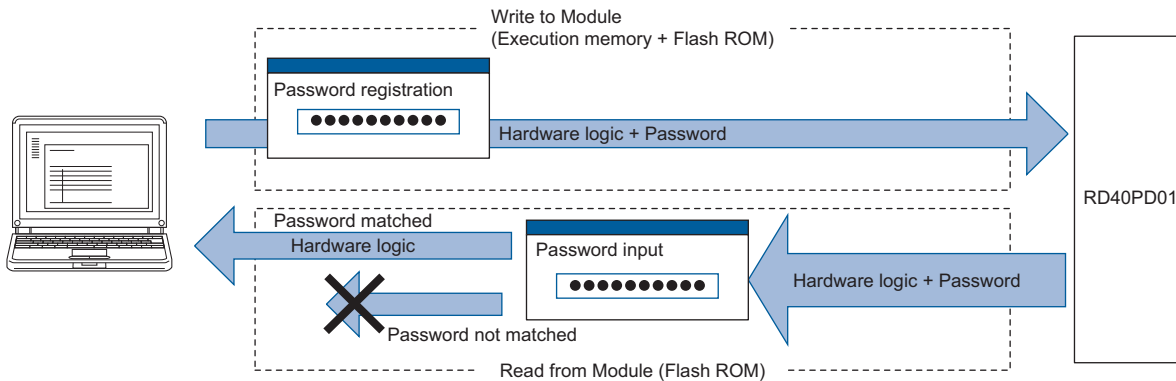 Write to Module
(Execution memory + Flash ROM)
Password registration
●●●●●●●●●●
Hardware logic + Password
RD40PD01
Password matched
Hardware logic
Password input
●●●●●●●●●●
Hardware logic + Password
Password not matched
Read from Module (Flash ROM)